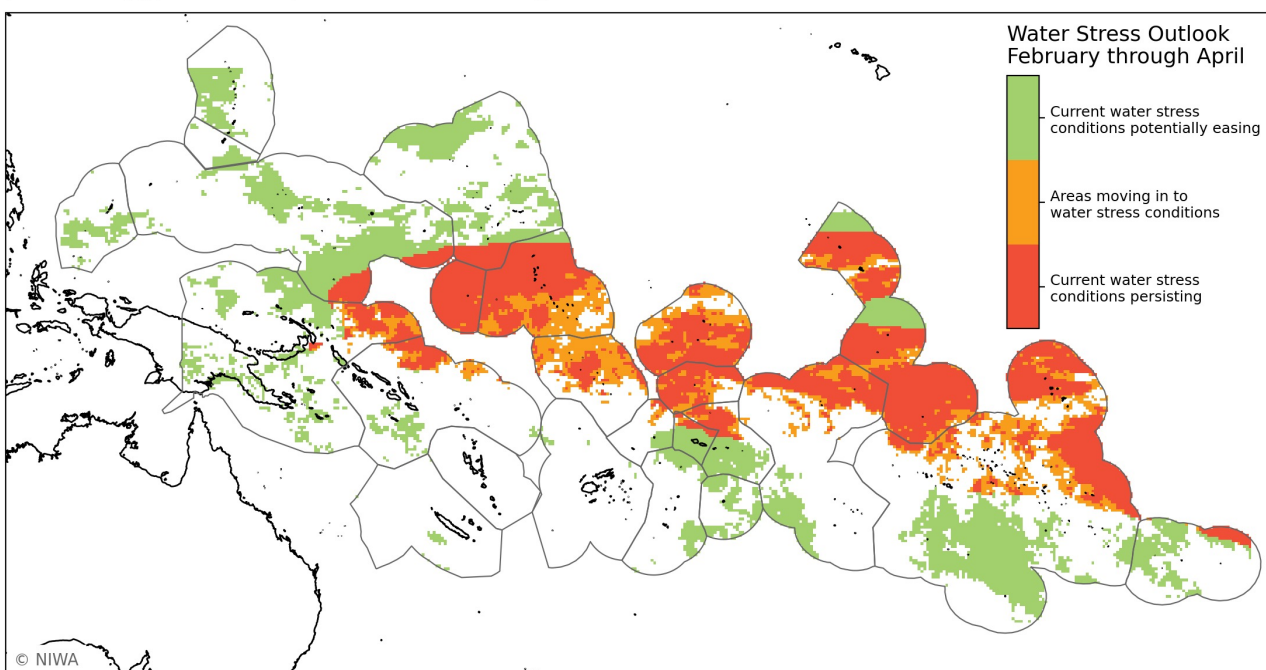 Water Stress Outlook
February through April
Current water stress
conditions potentially easing
Areas moving in to
water stress conditions
Current water stress
conditions persisting
© NIWA